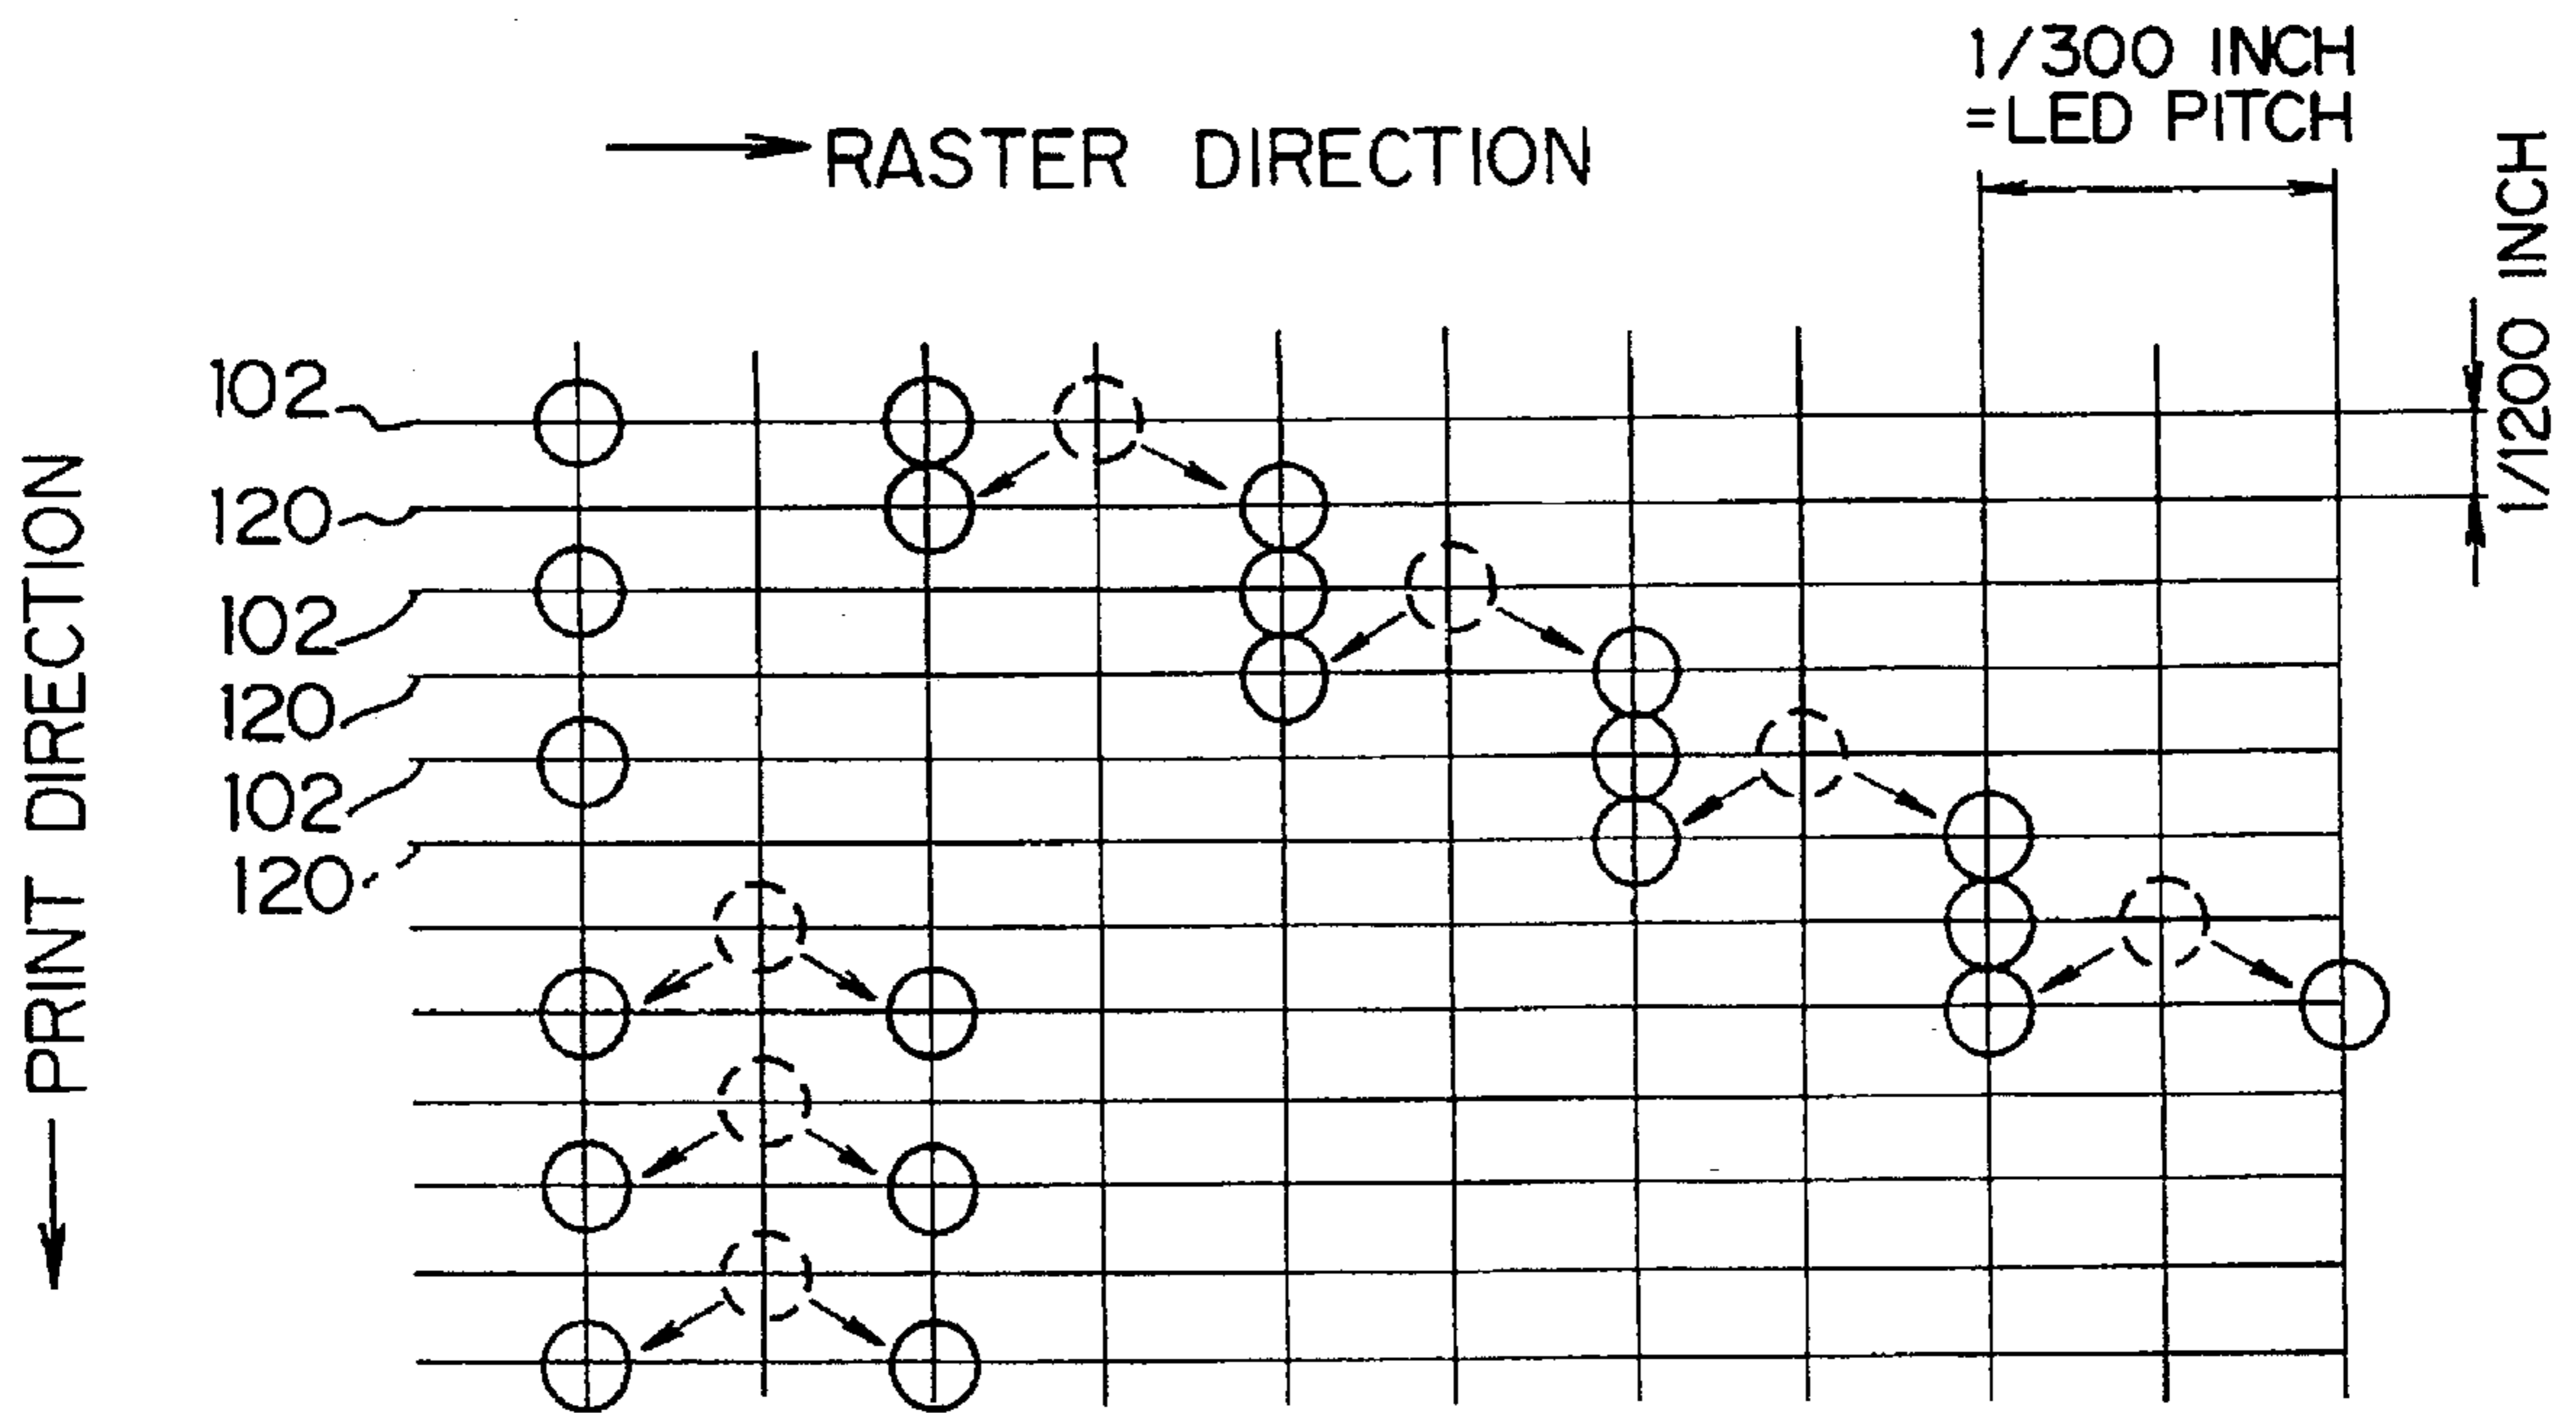 1/300 INCH
=LED PITCH
RASTER DIRECTION
1/1200 INCH
102
120
102
120
102
120
PRINT DIRECTION